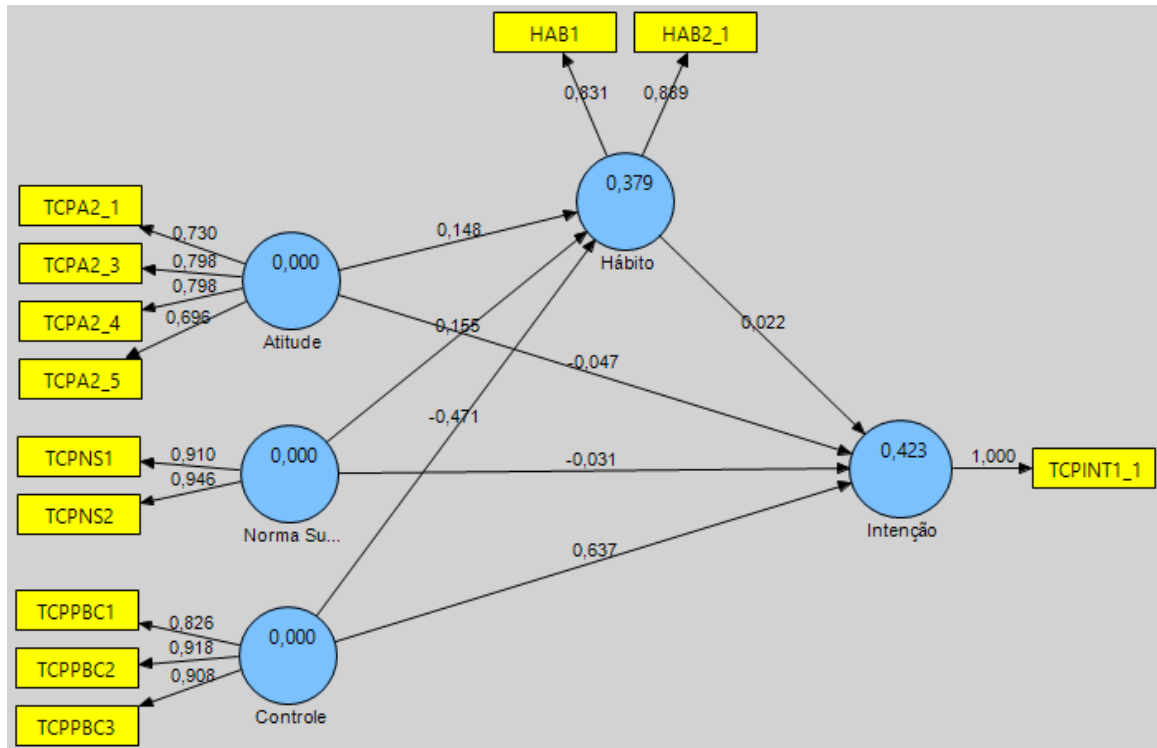 HAB1
HAB2_1
0,831
0,889
0,379
Hábito
TCPA2_1
TCPA2_3
TCPA2_4
TCPA2_5
0,730
0,798
0,798
0,696
0,000
Atitude
0,148
0,155
-0,047
0,022
-0,471
TCPNS1
TCPNS2
0,910
0,946
0,000
Norma Su...
-0,031
0,423
Intenção
1,000
TCPINT1_1
0,637
TCPPBC1
TCPPBC2
TCPPBC3
0,826
0,918
0,908
0,000
Controle